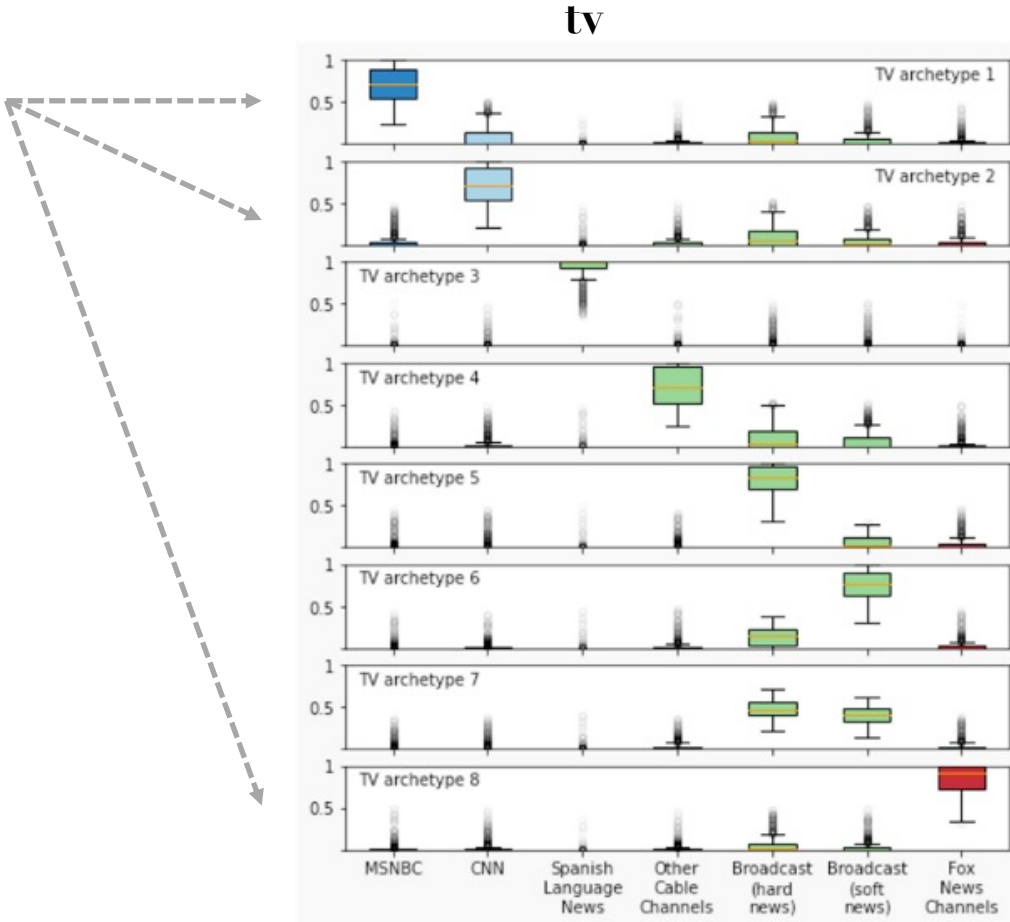 tv
1
TV archetype 1
0.5
1
TV archetype 2
0.5
1
TV archetype 3
0.5
1
TV archetype 4
0.5
1
TV archetype 5
0.5
1
TV archetype 6
0.5
1
TV archetype 7
0.5
1
TV archetype 8
0.5
MSNBC
CNN
Spanish
Language
News
Other
Cable
Channels
Broadcast
(hard
news)
Broadcast
(soft
news)
Fox
News
Channels